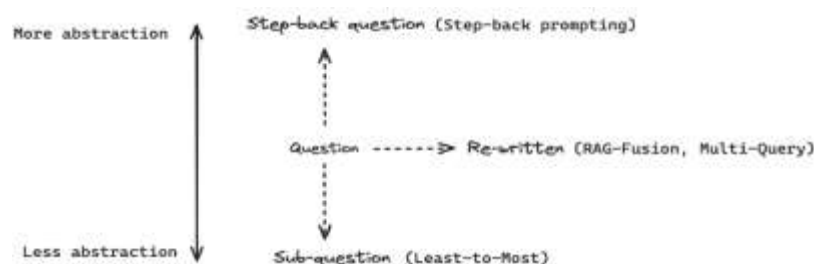 Step-back question (Step-back prompting)
More abstraction
Question
Re-written (RAG-Fusion, Multi-Query)
Less abstraction
Sub-question (Least-to-Most)